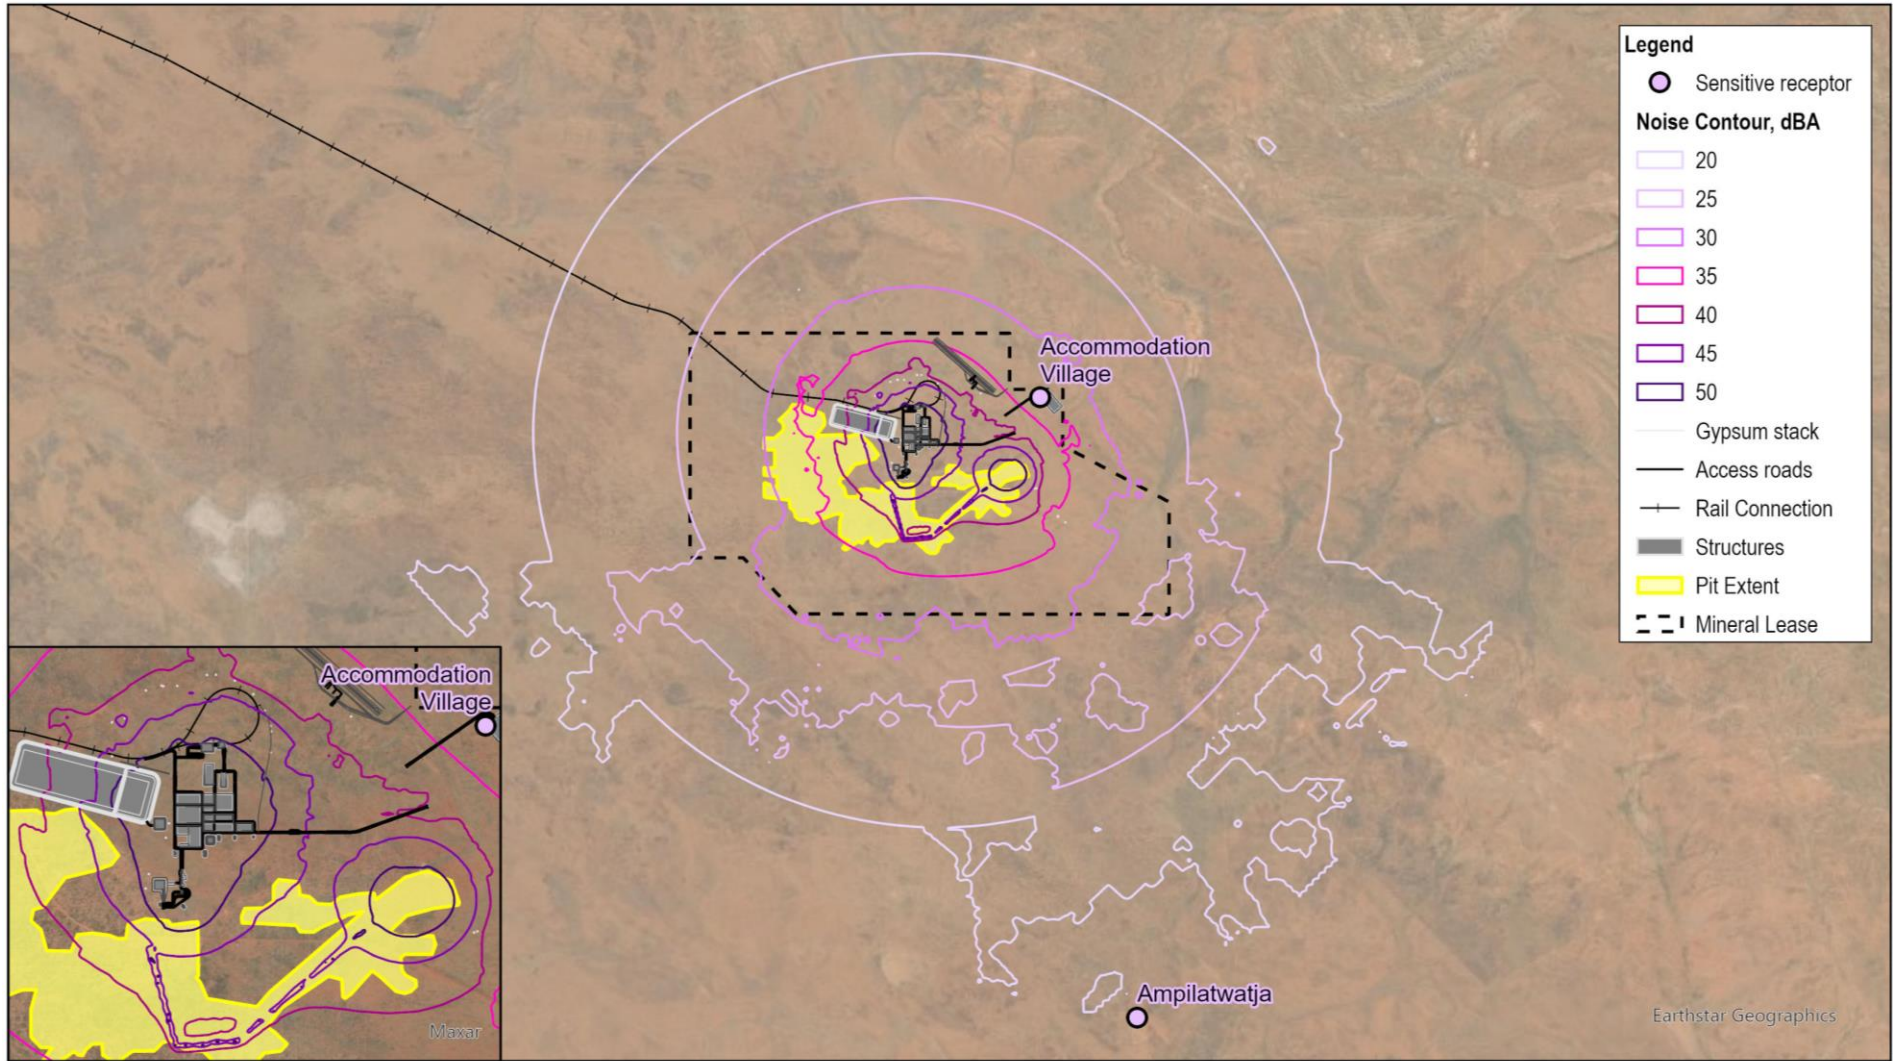 Legend
Sensitive receptor
Noise Contour, dBA
20
25
30
35
40
45
50
Gypsum stack
Access roads
Rail Connection
Structures
Pit Extent
Mineral Lease
Accommodation
Village
Accommodation
Village
Maxar
Ampilatwatja
Earthstar Geographics